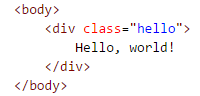 <body>
    <div class="hello">
        Hello, world!
    </div>
</body>